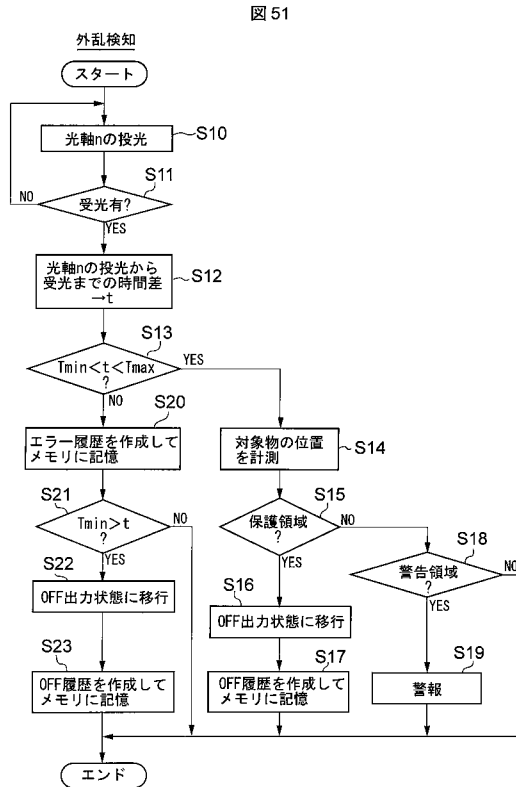 図51
外乱検知
スタート
光軸nの投光
S10
受光有?
S11
NO
YES
光軸nの投光から
受光までの時間差
→t
S12
Tmin<t<Tmax
?
S13
YES
NO
エラー履歴を作成して
メモリに記憶
S20
対象物の位置
を計測
S14
Tmin>t
?
S21
NO
YES
保護領域
?
S15
NO
YES
警告領域
?
S18
NO
YES
OFF出力状態に移行
S22
OFF出力状態に移行
S16
OFF履歴を作成して
メモリに記憶
S23
OFF履歴を作成して
メモリに記憶
S17
警報
S19
エンド